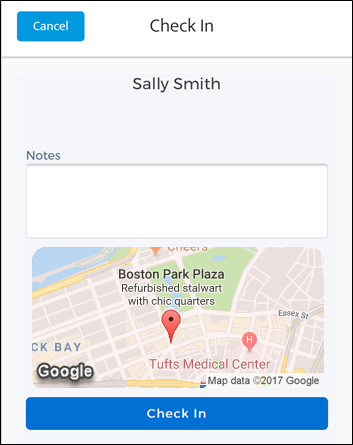 Cancel
Check In
Sally Smith
Notes
Cheers
Boston Park Plaza
Refurbished stalwart
with chic quarters
Essex St
H
CK BAY
Tufts Medical Center
Google
Map data ©2017 Google
Check In